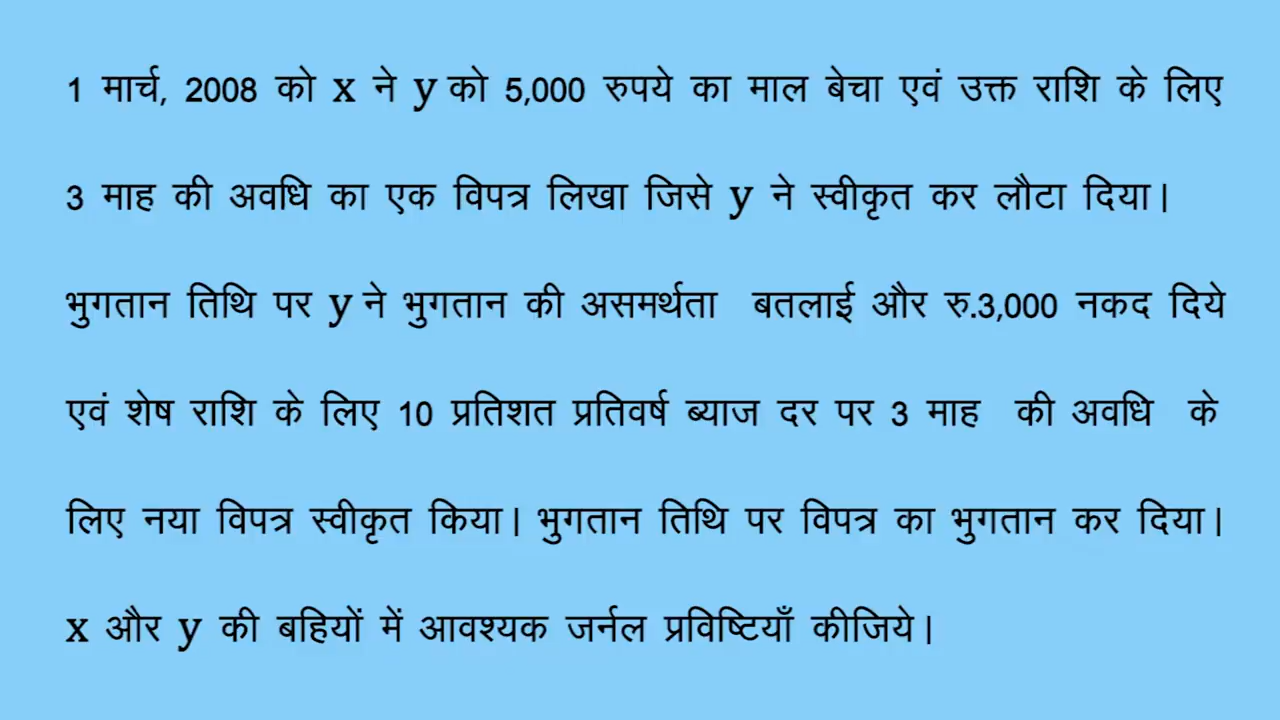 1 मार्च, 2008 को x ने y को 5,000 रुपये का माल बेचा एवं उक्त राशि के लिए
3 माह की अवधि का एक विपत्र लिखा जिसे y ने स्वीकृत कर लौटा दिया।
भुगतान तिथि पर y ने भुगतान की असमर्थता बतलाई और रु.3,000 नकद दिये
एवं शेष राशि के लिए 10 प्रतिशत प्रतिवर्ष ब्याज दर पर 3 माह की अवधि के
लिए नया विपत्र स्वीकृत किया। भुगतान तिथि पर विपत्र का भुगतान कर दिया।
x और y की बहियों में आवश्यक जर्नल प्रविष्टियाँ कीजिये।